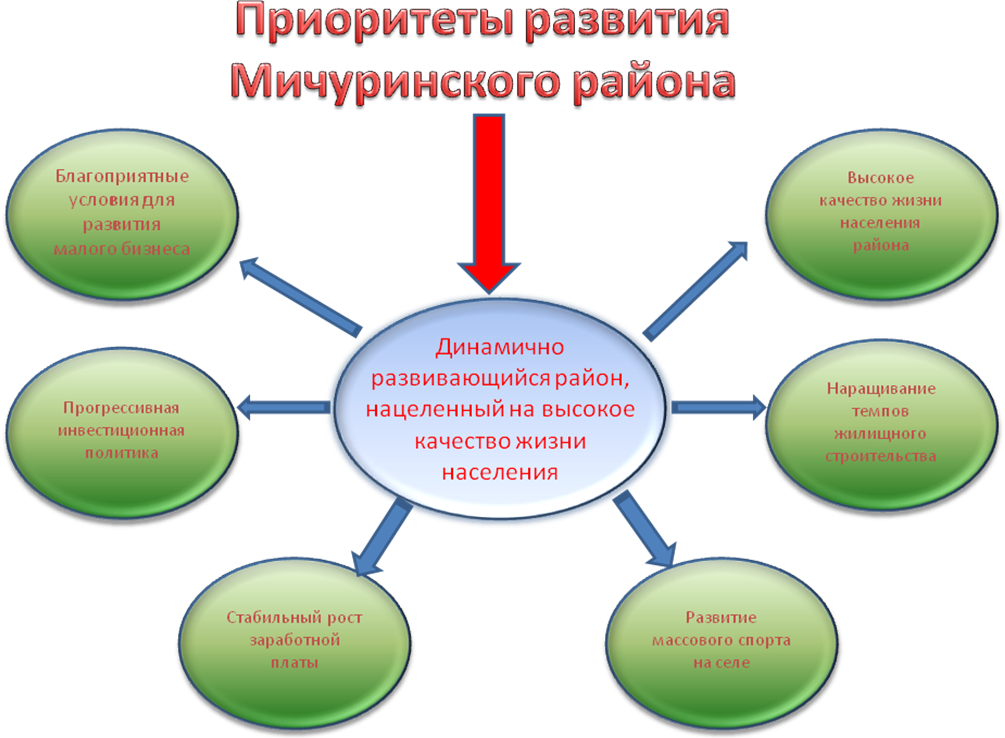 Приоритеты развития
Мичуринского района
Благоприятные
условия для
развития
малого бизнеса
Высокое
качество жизни
населения
района
Динамично
развивающийся район,
нацеленный на высокое
качество жизни
населения
Прогрессивная
инвестиционная
политика
Наращивание
темпов
жилищного
строительства
Стабильный рост
заработной
платы
Развитие
массового спорта
на селе